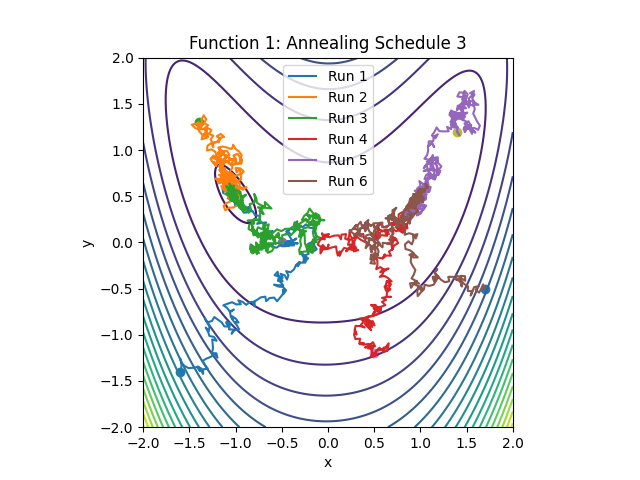 Function 1: Annealing Schedule 3
Run 1
Run 2
Run 3
Run 4
Run 5
Run 6
2.0
1.5
1.0
0.5
0.0
−0.5
−1.0
−1.5
−2.0
y
−2.0 −1.5 −1.0 −0.5 0.0 0.5 1.0 1.5 2.0
x